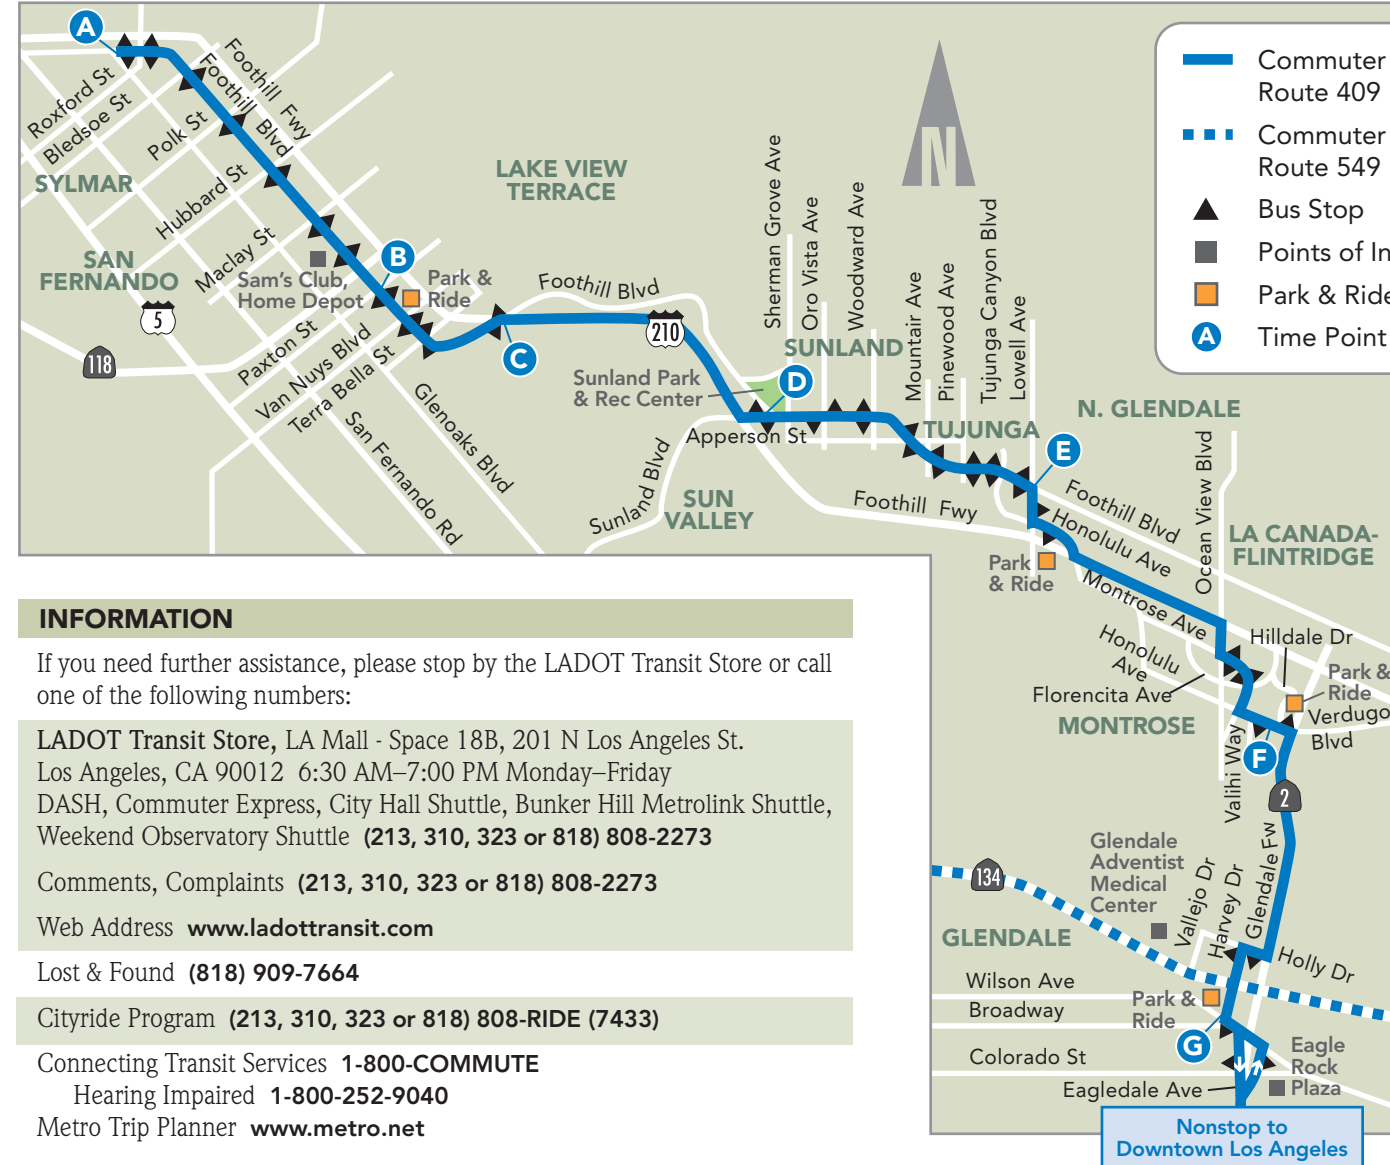 A
Roxford St
Bledsoe St
Polk St
Foothill Fwy
Foothill Blvd
SYLMAR
Hubbard St
Maclay St
SAN
FERNANDO
5
118
Sam's Club,
Home Depot
B
Park &
Ride
Paxton St
Van Nuys Blvd
Terra Bella St
San Fernando Rd
Glenoaks Blvd
C
LAKE VIEW
TERRACE
Foothill Blvd
210
Sunland Park
& Rec Center
D
Apperson St
Sunland Blvd
SUN
VALLEY
Sherman Grove Ave
Oro Vista Ave
Woodward Ave
SUNLAND
N
Mountair Ave
Pinewood Ave
Tujunga Canyon Blvd
Lowell Ave
TUJUNGA
E
Foothill Fwy
Foothill Blvd
Honolulu Ave
Park
& Ride
Montrose Ave
N. GLENDALE
Ocean View Blvd
LA CANADA-
FLINTRIDGE
Honolulu
Ave
Florencita Ave
MONTROSE
Hilldale Dr
Park &
Ride
Verdugo
Blvd
F
Valihi Way
2
Glendale
Adventist
Medical
Center
134
Vallejo Dr
Harvey Dr
Glendale Fw
GLENDALE
Holly Dr
Wilson Ave
Broadway
Park &
Ride
G
Colorado St
Eagledale Ave
Eagle
Rock
Plaza
Nonstop to
Downtown Los Angeles
Commuter
Route 409
Commuter
Route 549
Bus Stop
Points of In
Park & Ride
A Time Point
INFORMATION
If you need further assistance, please stop by the LADOT Transit Store or call
one of the following numbers:
LADOT Transit Store, LA Mall - Space 18B, 201 N Los Angeles St.
Los Angeles, CA 90012 6:30 AM–7:00 PM Monday–Friday
DASH, Commuter Express, City Hall Shuttle, Bunker Hill Metrolink Shuttle,
Weekend Observatory Shuttle (213, 310, 323 or 818) 808-2273
Comments, Complaints (213, 310, 323 or 818) 808-2273
Web Address www.ladottransit.com
Lost & Found (818) 909-7664
Cityride Program (213, 310, 323 or 818) 808-RIDE (7433)
Connecting Transit Services 1-800-COMMUTE
Hearing Impaired 1-800-252-9040
Metro Trip Planner www.metro.net